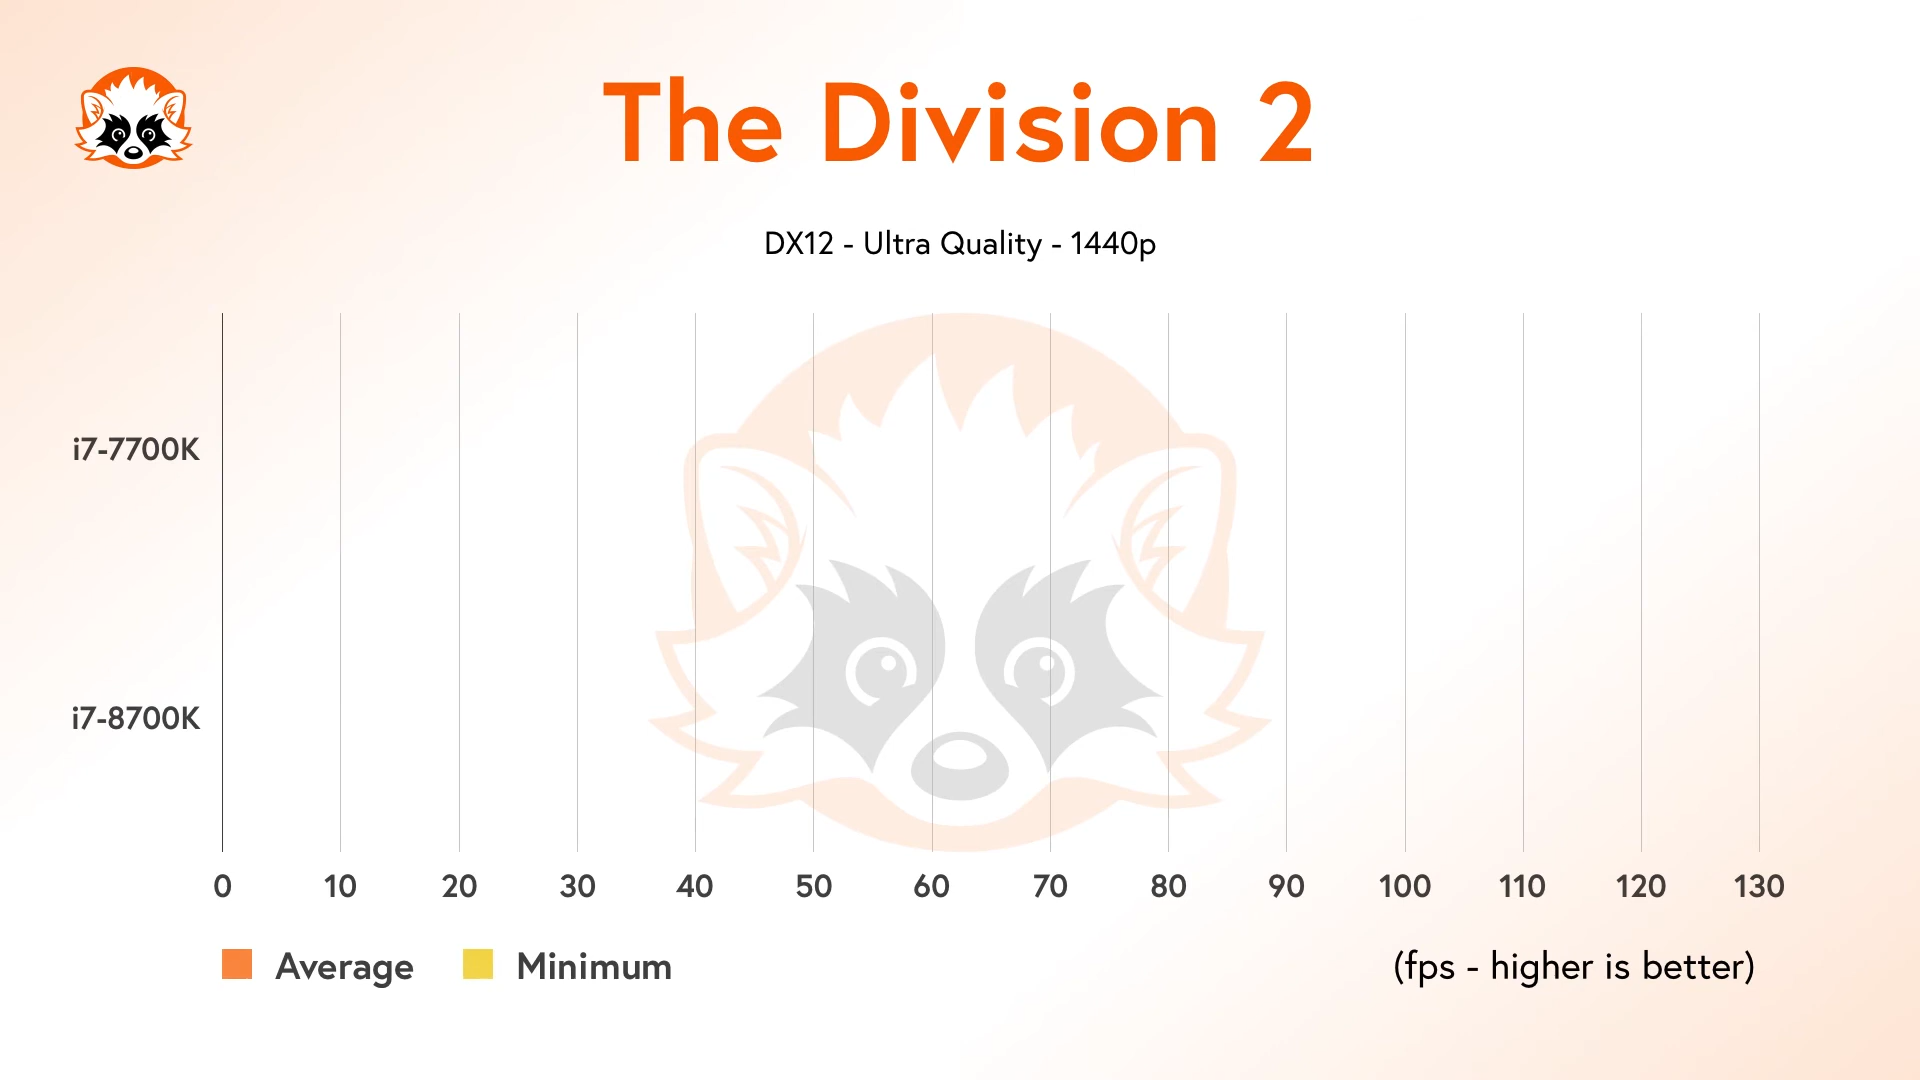 The Division 2
DX12 - Ultra Quality - 1440p
i7-7700K
i7-8700K
0 10 20 30 40 50 60 70 80 90 100 110 120 130
Average Minimum (fps - higher is better)